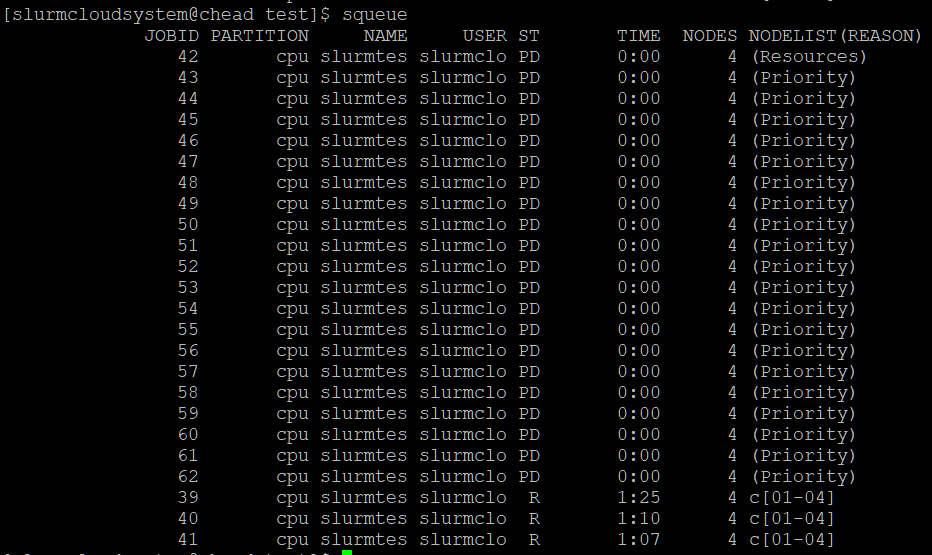 [slurmcloudsystem@chead test]$ squeue
JOBID PARTITION NAME USER ST TIME NODES NODELIST(REASON)
42 cpu slurmtes slurmclo PD 0:00 4 (Resources)
43 cpu slurmtes slurmclo PD 0:00 4 (Priority)
44 cpu slurmtes slurmclo PD 0:00 4 (Priority)
45 cpu slurmtes slurmclo PD 0:00 4 (Priority)
46 cpu slurmtes slurmclo PD 0:00 4 (Priority)
47 cpu slurmtes slurmclo PD 0:00 4 (Priority)
48 cpu slurmtes slurmclo PD 0:00 4 (Priority)
49 cpu slurmtes slurmclo PD 0:00 4 (Priority)
50 cpu slurmtes slurmclo PD 0:00 4 (Priority)
51 cpu slurmtes slurmclo PD 0:00 4 (Priority)
52 cpu slurmtes slurmclo PD 0:00 4 (Priority)
53 cpu slurmtes slurmclo PD 0:00 4 (Priority)
54 cpu slurmtes slurmclo PD 0:00 4 (Priority)
55 cpu slurmtes slurmclo PD 0:00 4 (Priority)
56 cpu slurmtes slurmclo PD 0:00 4 (Priority)
57 cpu slurmtes slurmclo PD 0:00 4 (Priority)
58 cpu slurmtes slurmclo PD 0:00 4 (Priority)
59 cpu slurmtes slurmclo PD 0:00 4 (Priority)
60 cpu slurmtes slurmclo PD 0:00 4 (Priority)
61 cpu slurmtes slurmclo PD 0:00 4 (Priority)
62 cpu slurmtes slurmclo PD 0:00 4 (Priority)
39 cpu slurmtes slurmclo R 1:25 4 c[01-04]
40 cpu slurmtes slurmclo R 1:10 4 c[01-04]
41 cpu slurmtes slurmclo R 1:07 4 c[01-04]